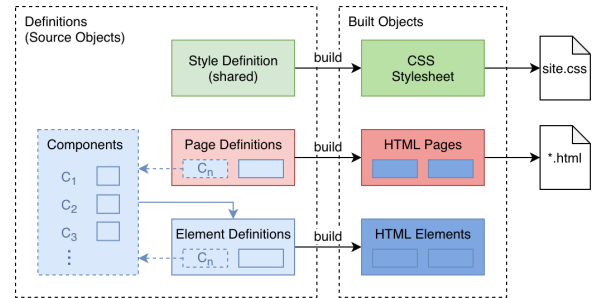 Definitions
(Source Objects)
Built Objects
Style Definition
(shared)
build
CSS
Stylesheet
site.css
Components
Page Definitions
build
HTML Pages
*.html
Cn
C1
C2
C3
⋮
Element Definitions
build
HTML Elements
Cn